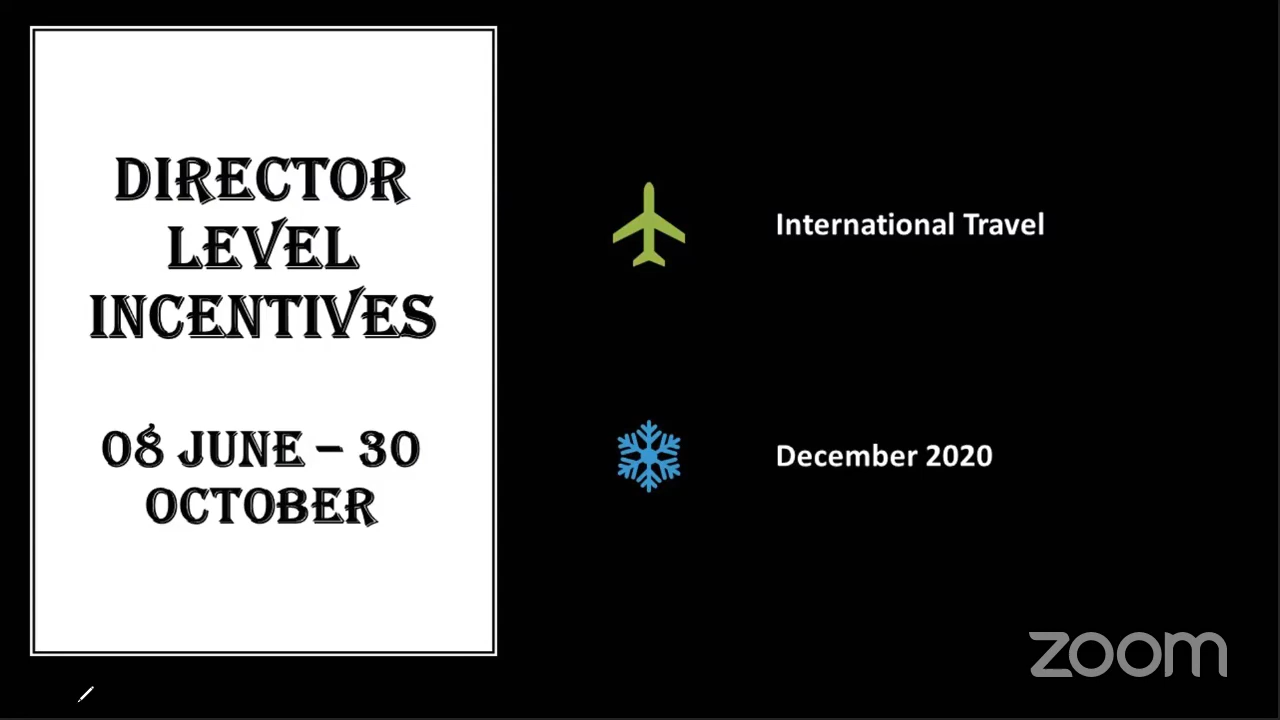 DIRECTOR
LEVEL
INCENTIVES
08 JUNE – 30
OCTOBER
International Travel
December 2020
zoom